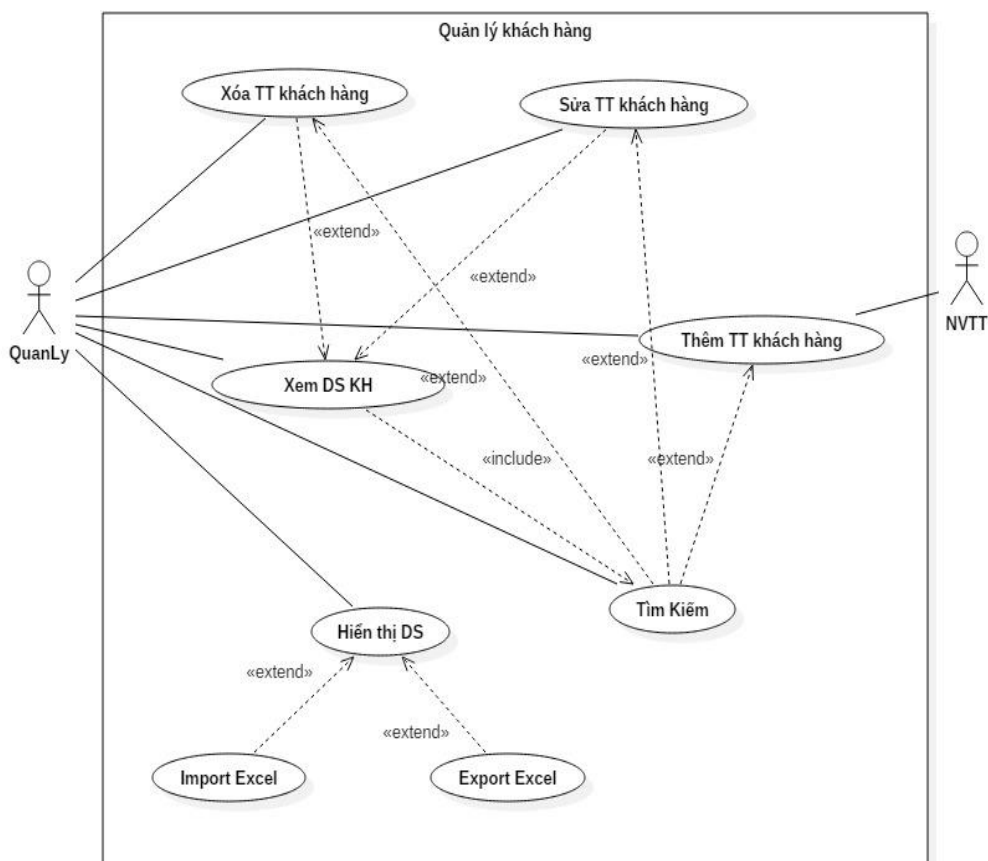 Quản lý khách hàng
Xóa TT khách hàng
Sửa TT khách hàng
«extend»
«extend»
QuanLy
NVTT
Thêm TT khách hàng
«extend»
Xem DS KH
«extend»
«include»
«extend»
Tìm Kiếm
Hiển thị DS
«extend»
«extend»
Import Excel
Export Excel